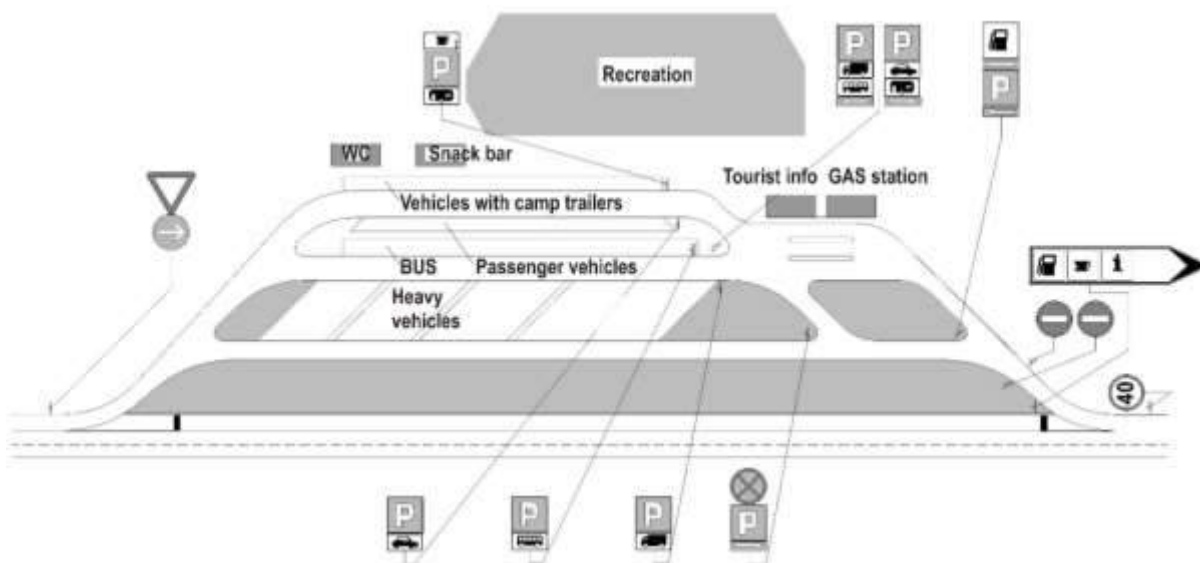 P
P
P
P
Recreation
P
WC
Snack bar
Tourist info GAS station
Vehicles with camp trailers
BUS
Passenger vehicles
Heavy
vehicles
i
40
P
P
P
P